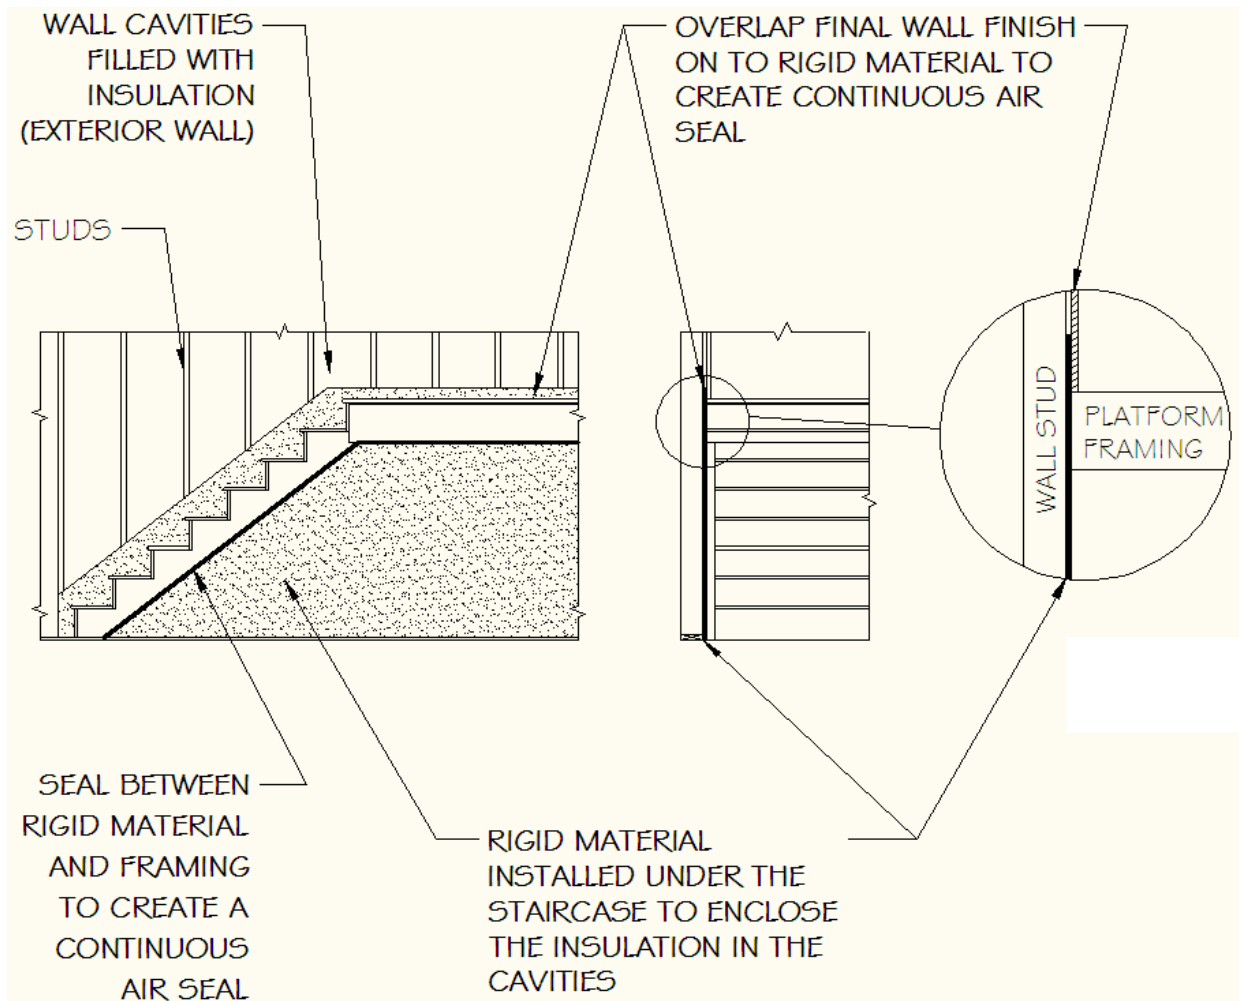 WALL CAVITIES
FILLED WITH
INSULATION
(EXTERIOR WALL)
OVERLAP FINAL WALL FINISH
ON TO RIGID MATERIAL TO
CREATE CONTINUOUS AIR
SEAL
STUDS
WALL STUD
PLATFORM
FRAMING
SEAL BETWEEN
RIGID MATERIAL
AND FRAMING
TO CREATE A
CONTINUOUS
AIR SEAL
RIGID MATERIAL
INSTALLED UNDER THE
STAIRCASE TO ENCLOSE
THE INSULATION IN THE
CAVITIES